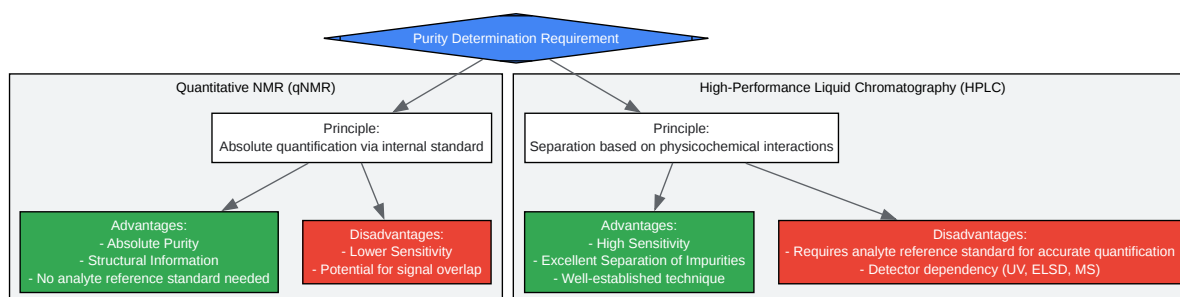 Purity Determination Requirement
Quantitative NMR (qNMR)
Principle:
Absolute quantification via internal standard
Advantages:
- Absolute Purity
- Structural Information
- No analyte reference standard needed
Disadvantages:
- Lower Sensitivity
- Potential for signal overlap
High-Performance Liquid Chromatography (HPLC)
Principle:
Separation based on physicochemical interactions
Advantages:
- High Sensitivity
- Excellent Separation of Impurities
- Well-established technique
Disadvantages:
- Requires analyte reference standard for accurate quantification
- Detector dependency (UV, ELSD, MS)